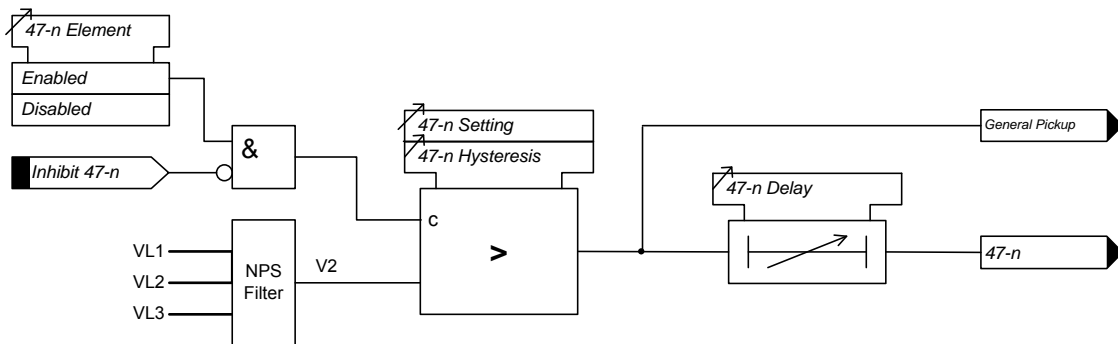 47-n Element
Enabled
Disabled
Inhibit 47-n
&
47-n Setting
47-n Hysteresis
c
>
General Pickup
47-n Delay
47-n
VL1
VL2
VL3
NPS
Filter
V2